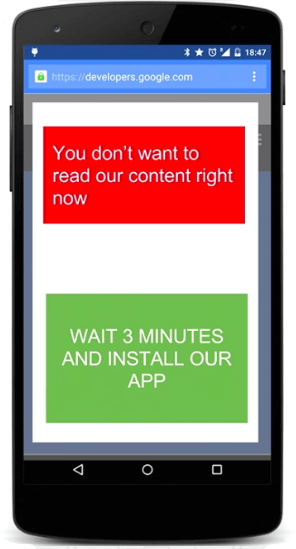 18:47
https://developers.google.com
You don't want to
read our content right
now
WAIT 3 MINUTES
AND INSTALL OUR
APP